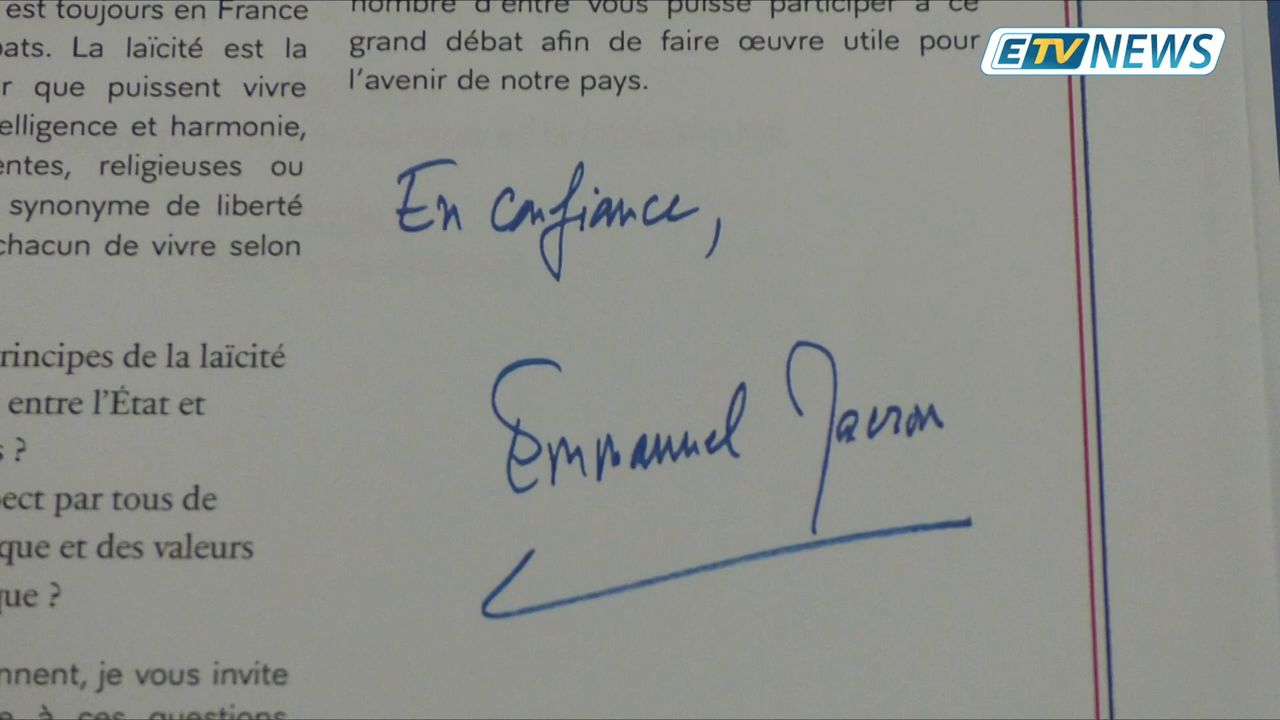 est toujours en France
La laïcité est la
r que puissent vivre
elligence et harmonie,
entes, religieuses ou
synonyme de liberté
chacun de vivre selon
rincipes de la laïcité
entre l'État et
s ?
ect par tous de
que et des valeurs
que ?
nnent, je vous invite
à ces questions
nombre d'entre vous puisse participer à ce
grand débat afin de faire œuvre utile pour
l'avenir de notre pays.
En confiance,
Emmanuel Macron
ETV NEWS